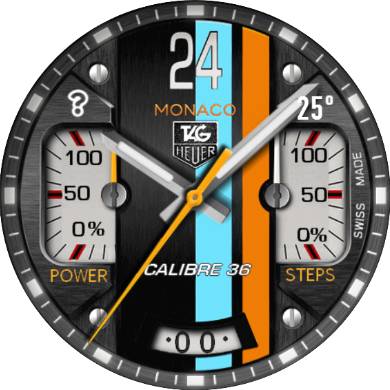 24
?
MONACO
25°
TAG
HEUER
100
50
0%
100
50
0%
SWISS MADE
POWER
CALIBRE 36
STEPS
00